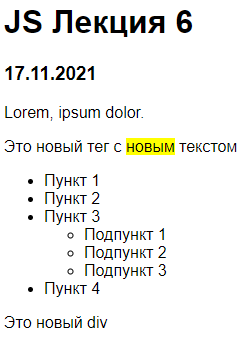 JS Лекция 6
17.11.2021
Lorem, ipsum dolor.
Это новый тег с новым текстом
Пункт 1
Пункт 2
Пункт 3
Подпункт 1
Подпункт 2
Подпункт 3
Пункт 4
Это новый div